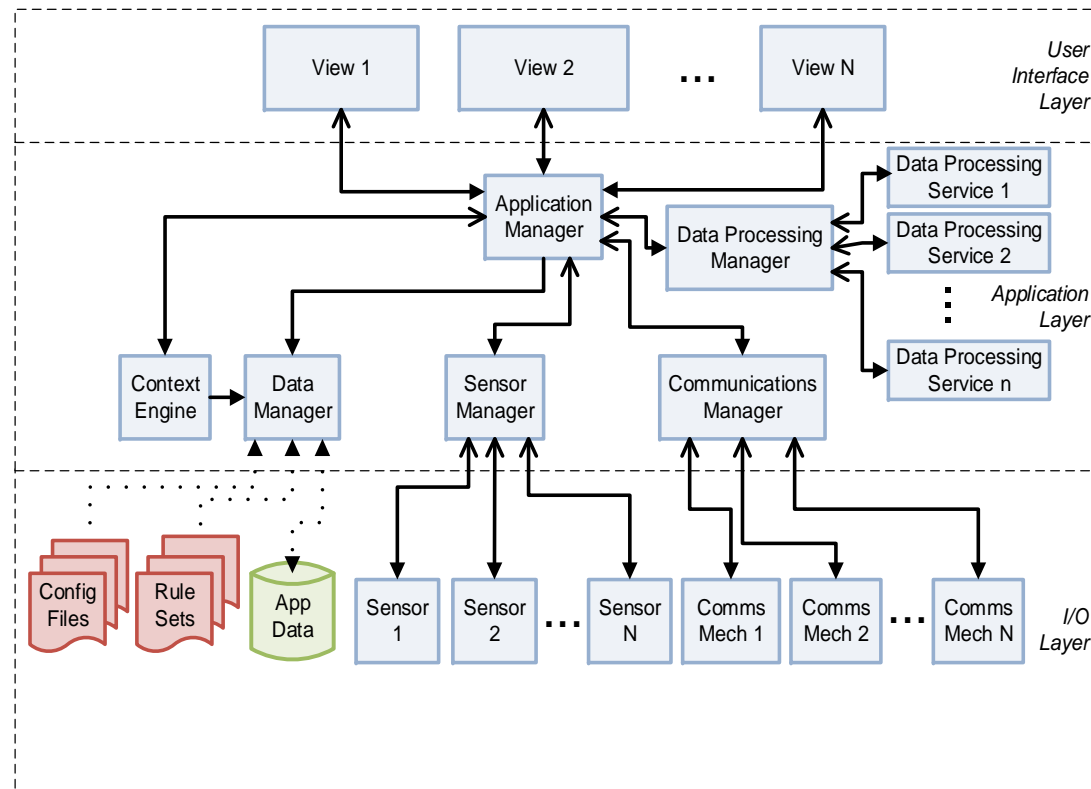 View 1
View 2
...
View N
User
Interface
Layer
Application
Manager
Data Processing
Manager
Data Processing
Service 1
Data Processing
Service 2
Application
Layer
Data Processing
Service n
Context
Engine
Data
Manager
Sensor
Manager
Communications
Manager
Config
Files
Rule
Sets
App
Data
Sensor
1
Sensor
2
...
Sensor
N
Comms
Mech 1
Comms
Mech 2
...
Comms
Mech N
I/O
Layer